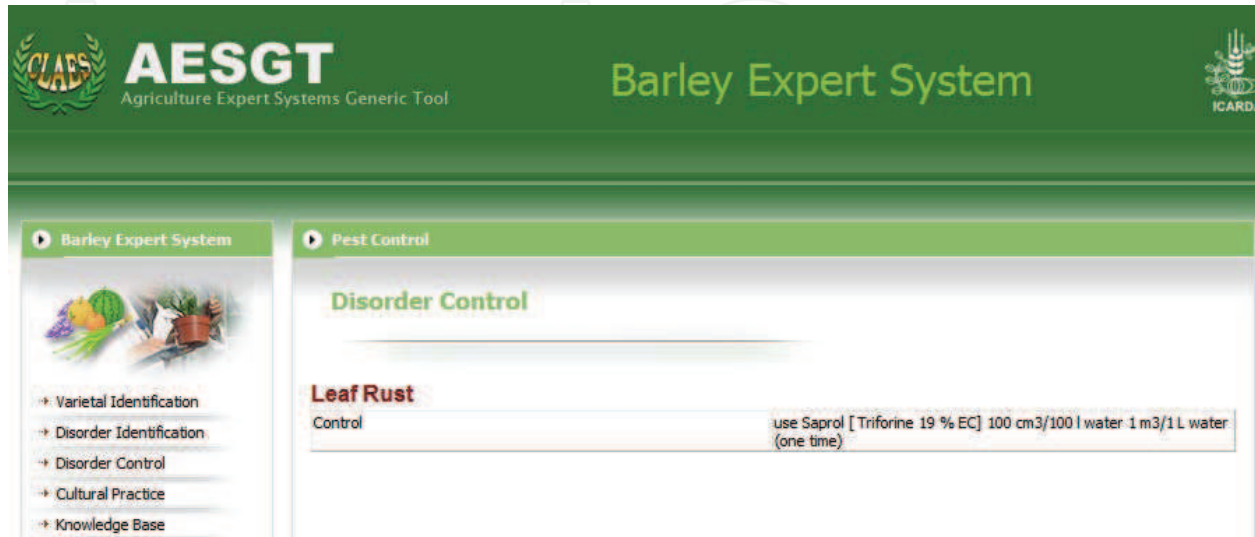 CLAES
AESGT
Agriculture Expert Systems Generic Tool
Barley Expert System
ICARD
Barley Expert System
Varietal Identification
Disorder Identification
Disorder Control
Cultural Practice
Knowledge Base
Pest Control
Disorder Control
Leaf Rust
Control
use Saprol [ Triforine 19 % EC] 100 cm3/100 l water 1 m3/1 L water
(one time)